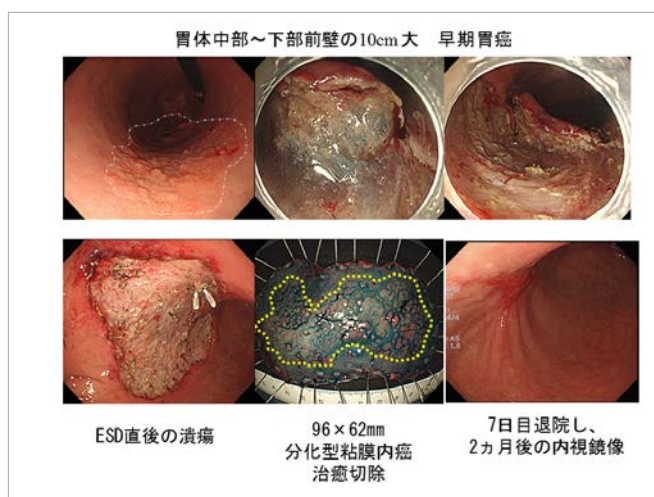 胃体中部～下部前壁の10cm大　早期胃癌
ESD直後の潰瘍
96×62mm
分化型粘膜内癌
治癒切除
7日目退院し、
2ヵ月後の内視鏡像